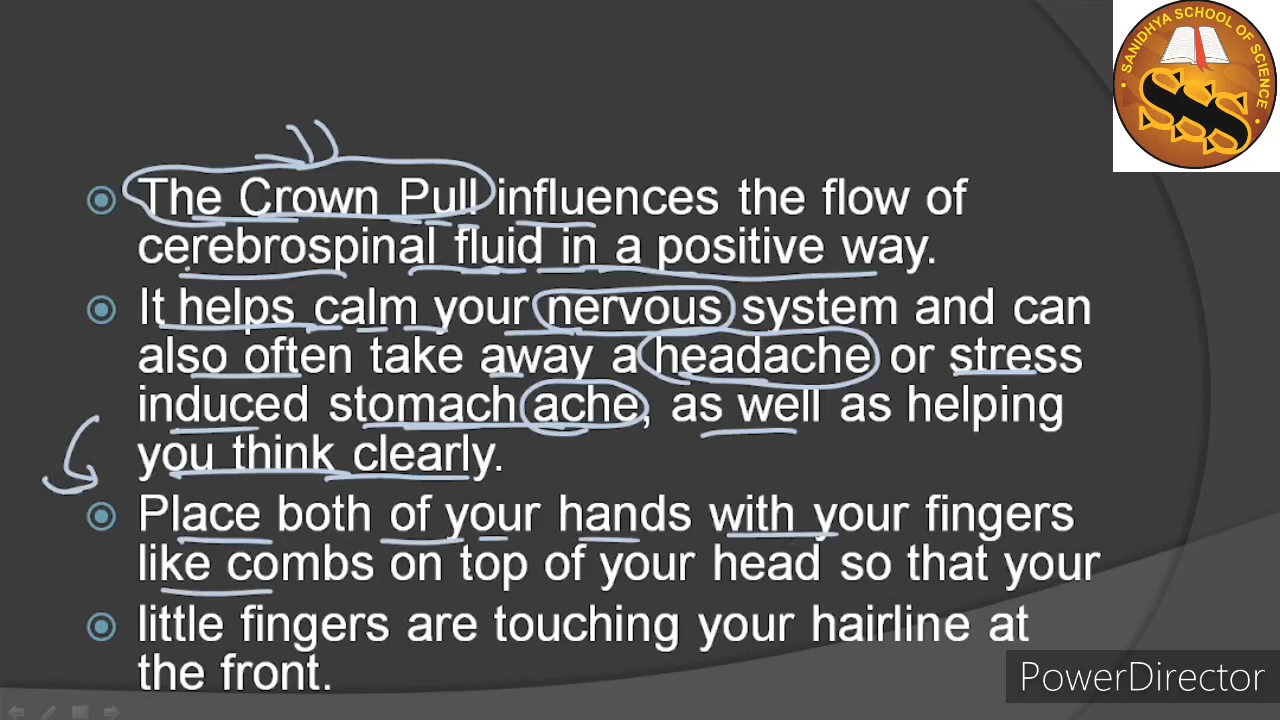 SANIDHYA SCHOOL OF SCIENCE
SSS
The Crown Pull influences the flow of
cerebrospinal fluid in a positive way.
It helps calm your nervous system and can
also often take away a headache or stress
induced stomach ache, as well as helping
you think clearly.
Place both of your hands with your fingers
like combs on top of your head so that your
little fingers are touching your hairline at
the front.
PowerDirector